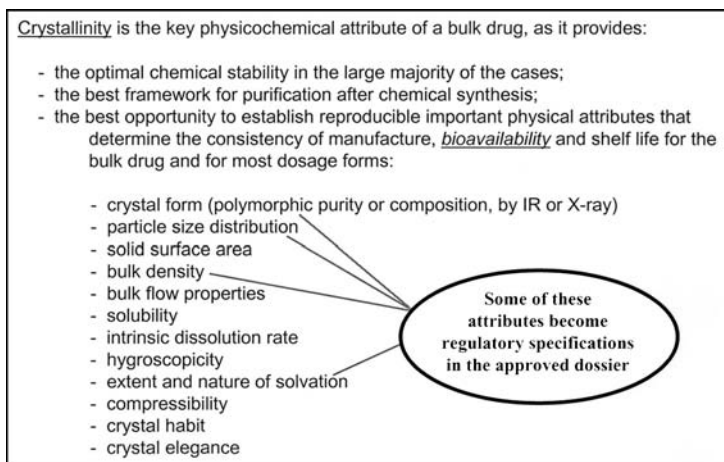 Crystallinity is the key physicochemical attribute of a bulk drug, as it provides:
- the optimal chemical stability in the large majority of the cases;
- the best framework for purification after chemical synthesis;
- the best opportunity to establish reproducible important physical attributes that
determine the consistency of manufacture, bioavailability and shelf life for the
bulk drug and for most dosage forms:
- crystal form (polymorphic purity or composition, by IR or X-ray)
- particle size distribution
- solid surface area
- bulk density
- bulk flow properties
- solubility
- intrinsic dissolution rate
- hygroscopicity
- extent and nature of solvation
- compressibility
- crystal habit
- crystal elegance
Some of these
attributes become
regulatory specifications
in the approved dossier